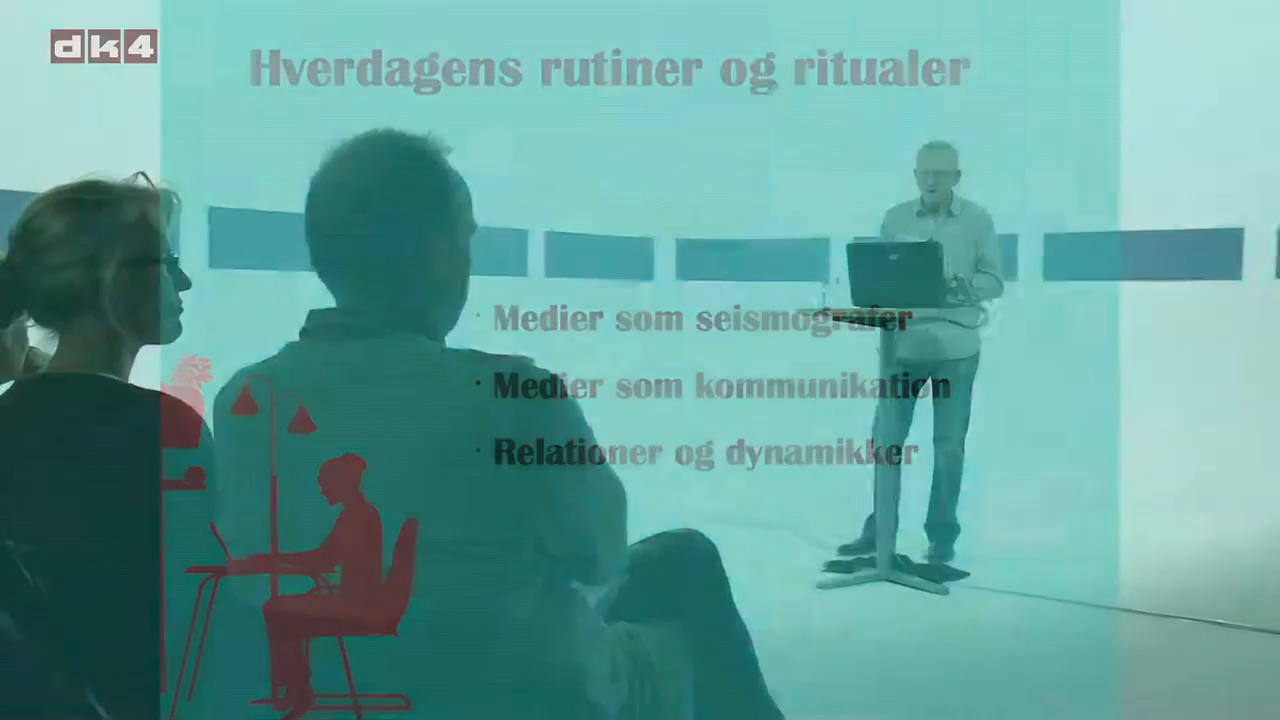 dk4
Hverdagens rutiner og ritualer
· Medier som seismografer
· Medier som kommunikation
· Relationer og dynamikker